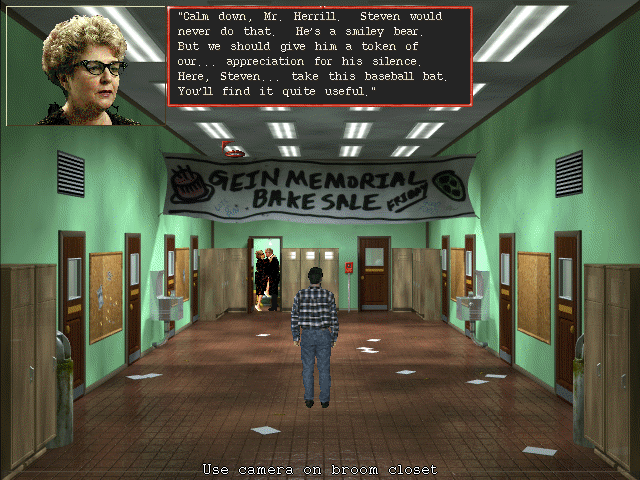 "Calm down, Mr. Herrill.  Steven would
never do that.  He's a smiley bear.
But we should give him a token of
our... appreciation for his silence.
Here, Steven... take this baseball bat.
You'll find it quite useful."
GEIN MEMORIAL
BAKE SALE FRIDAY
Use camera on broom closet